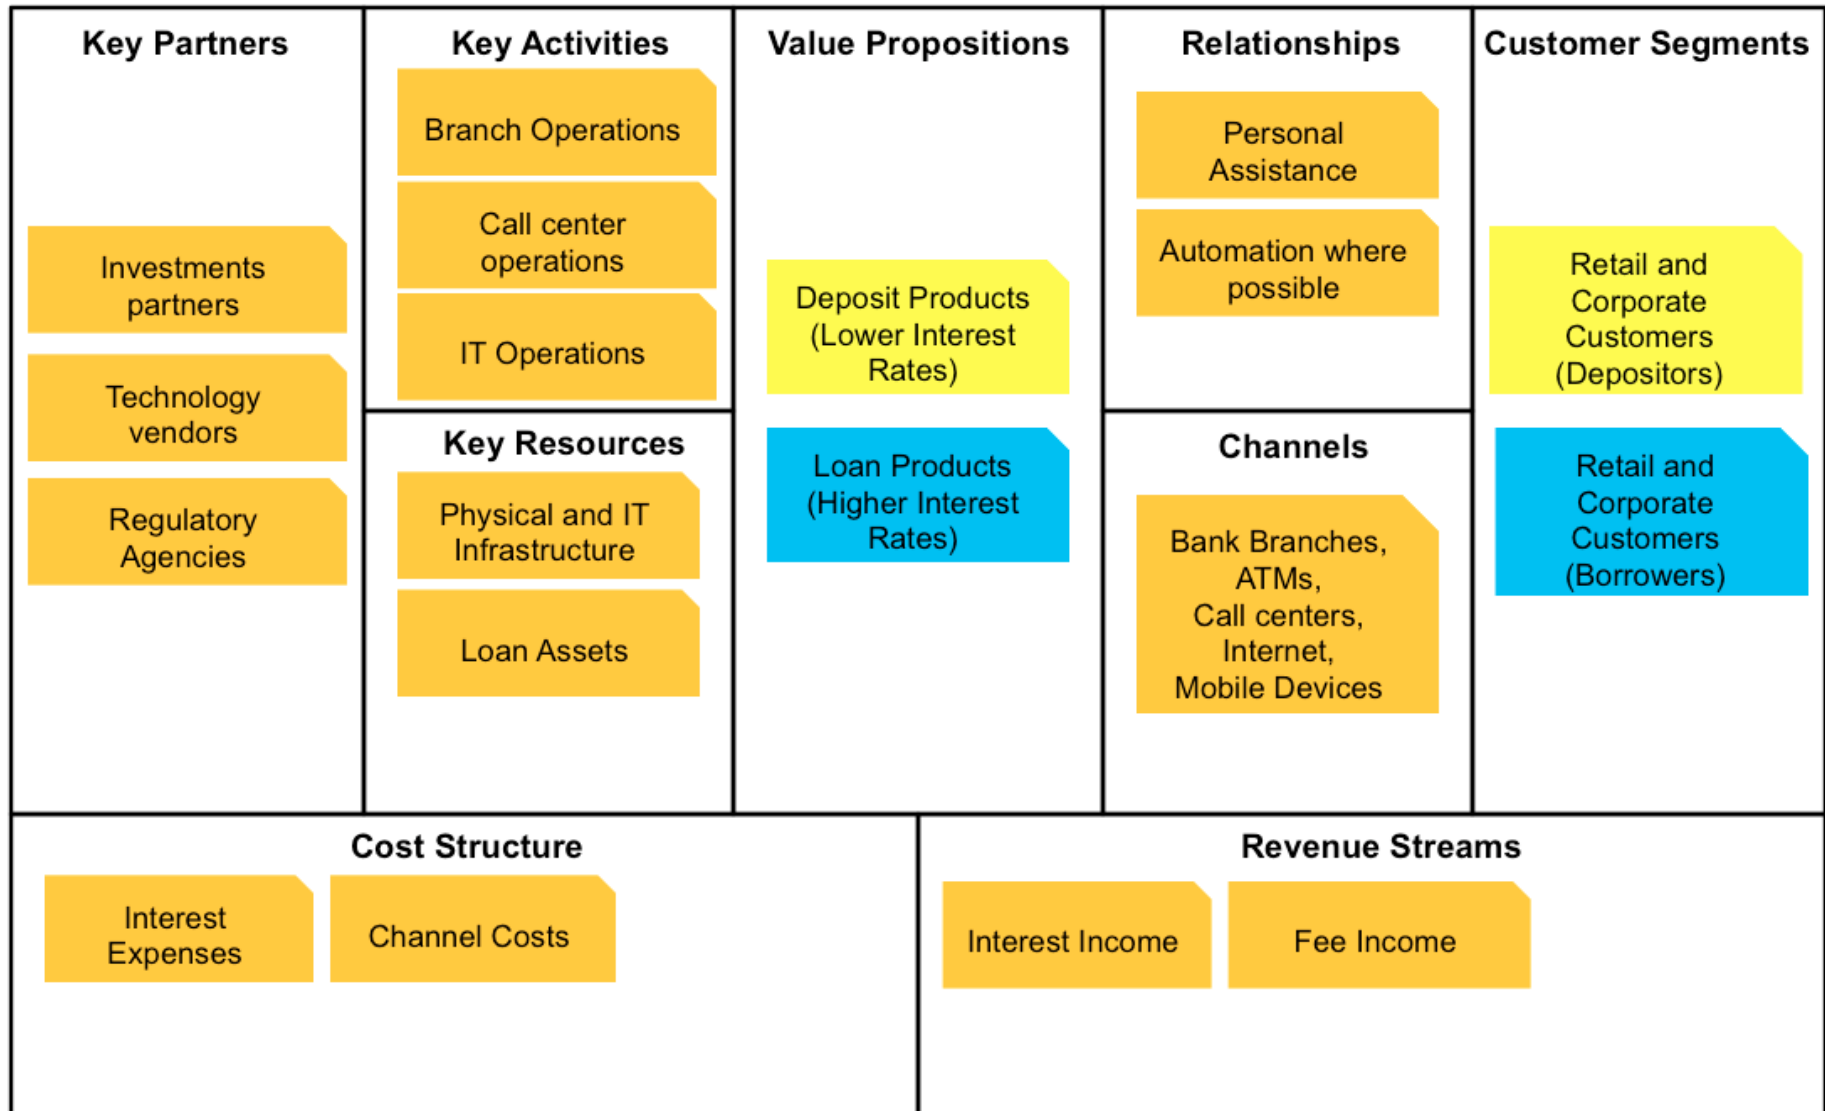 Key Partners
Investments
partners
Technology
vendors
Regulatory
Agencies
Key Activities
Branch Operations
Call center
operations
IT Operations
Key Resources
Physical and IT
Infrastructure
Loan Assets
Value Propositions
Deposit Products
(Lower Interest
Rates)
Loan Products
(Higher Interest
Rates)
Relationships
Personal
Assistance
Automation where
possible
Channels
Bank Branches,
ATMs,
Call centers,
Internet,
Mobile Devices
Customer Segments
Retail and
Corporate
Customers
(Depositors)
Retail and
Corporate
Customers
(Borrowers)
Cost Structure
Interest
Expenses
Channel Costs
Revenue Streams
Interest Income
Fee Income